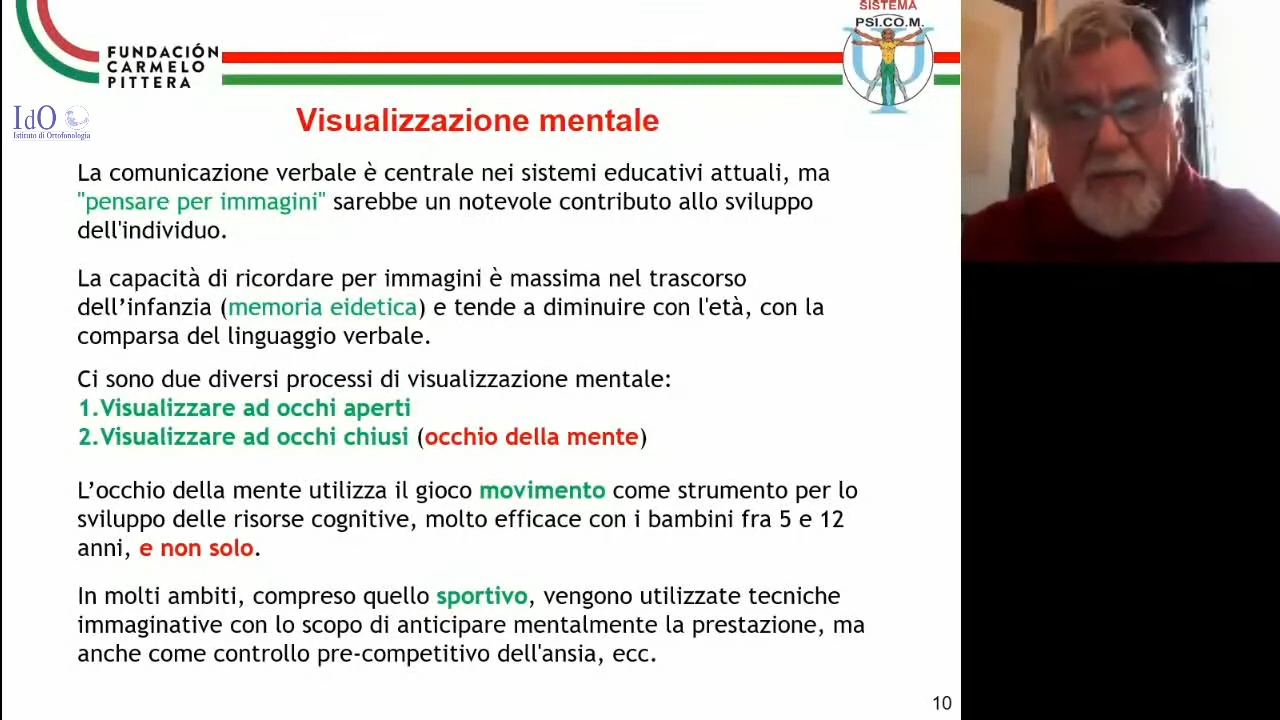 SISTEMA
PSI.CO.M.
FUNDACIÓN
CARMELO
PITTERA
IdO
Istituto di Ortofonologia
Visualizzazione mentale
La comunicazione verbale è centrale nei sistemi educativi attuali, ma
"pensare per immagini" sarebbe un notevole contributo allo sviluppo
dell'individuo.
La capacità di ricordare per immagini è massima nel trascorso
dell’infanzia (memoria eidetica) e tende a diminuire con l'età, con la
comparsa del linguaggio verbale.
Ci sono due diversi processi di visualizzazione mentale:
1.Visualizzare ad occhi aperti
2.Visualizzare ad occhi chiusi (occhio della mente)
L’occhio della mente utilizza il gioco movimento come strumento per lo
sviluppo delle risorse cognitive, molto efficace con i bambini fra 5 e 12
anni, e non solo.
In molti ambiti, compreso quello sportivo, vengono utilizzate tecniche
immaginative con lo scopo di anticipare mentalmente la prestazione, ma
anche come controllo pre-competitivo dell'ansia, ecc.
10